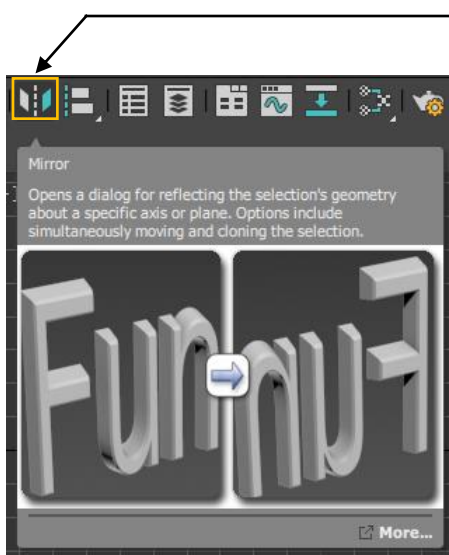 Mirror
Opens a dialog for reflecting the selection's geometry
about a specific axis or plane. Options include
simultaneously moving and cloning the selection.
Fun
Fun
More...